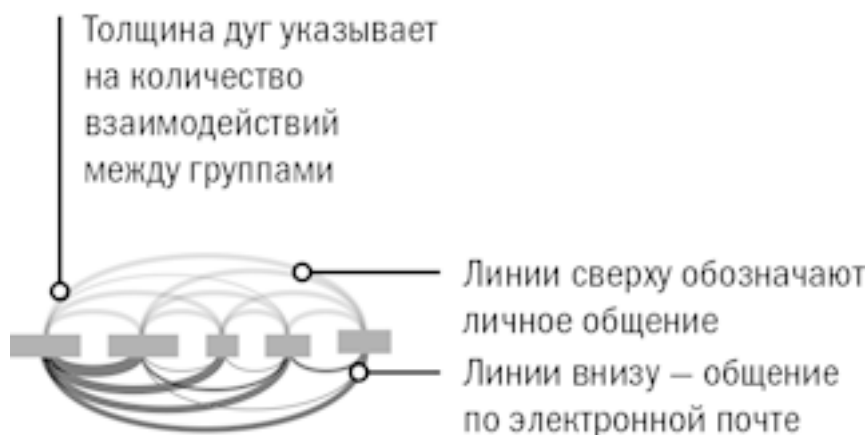 Толщина дуг указывает
на количество
взаимодействий
между группами
Линии сверху обозначают
личное общение
Линии внизу — общение
по электронной почте